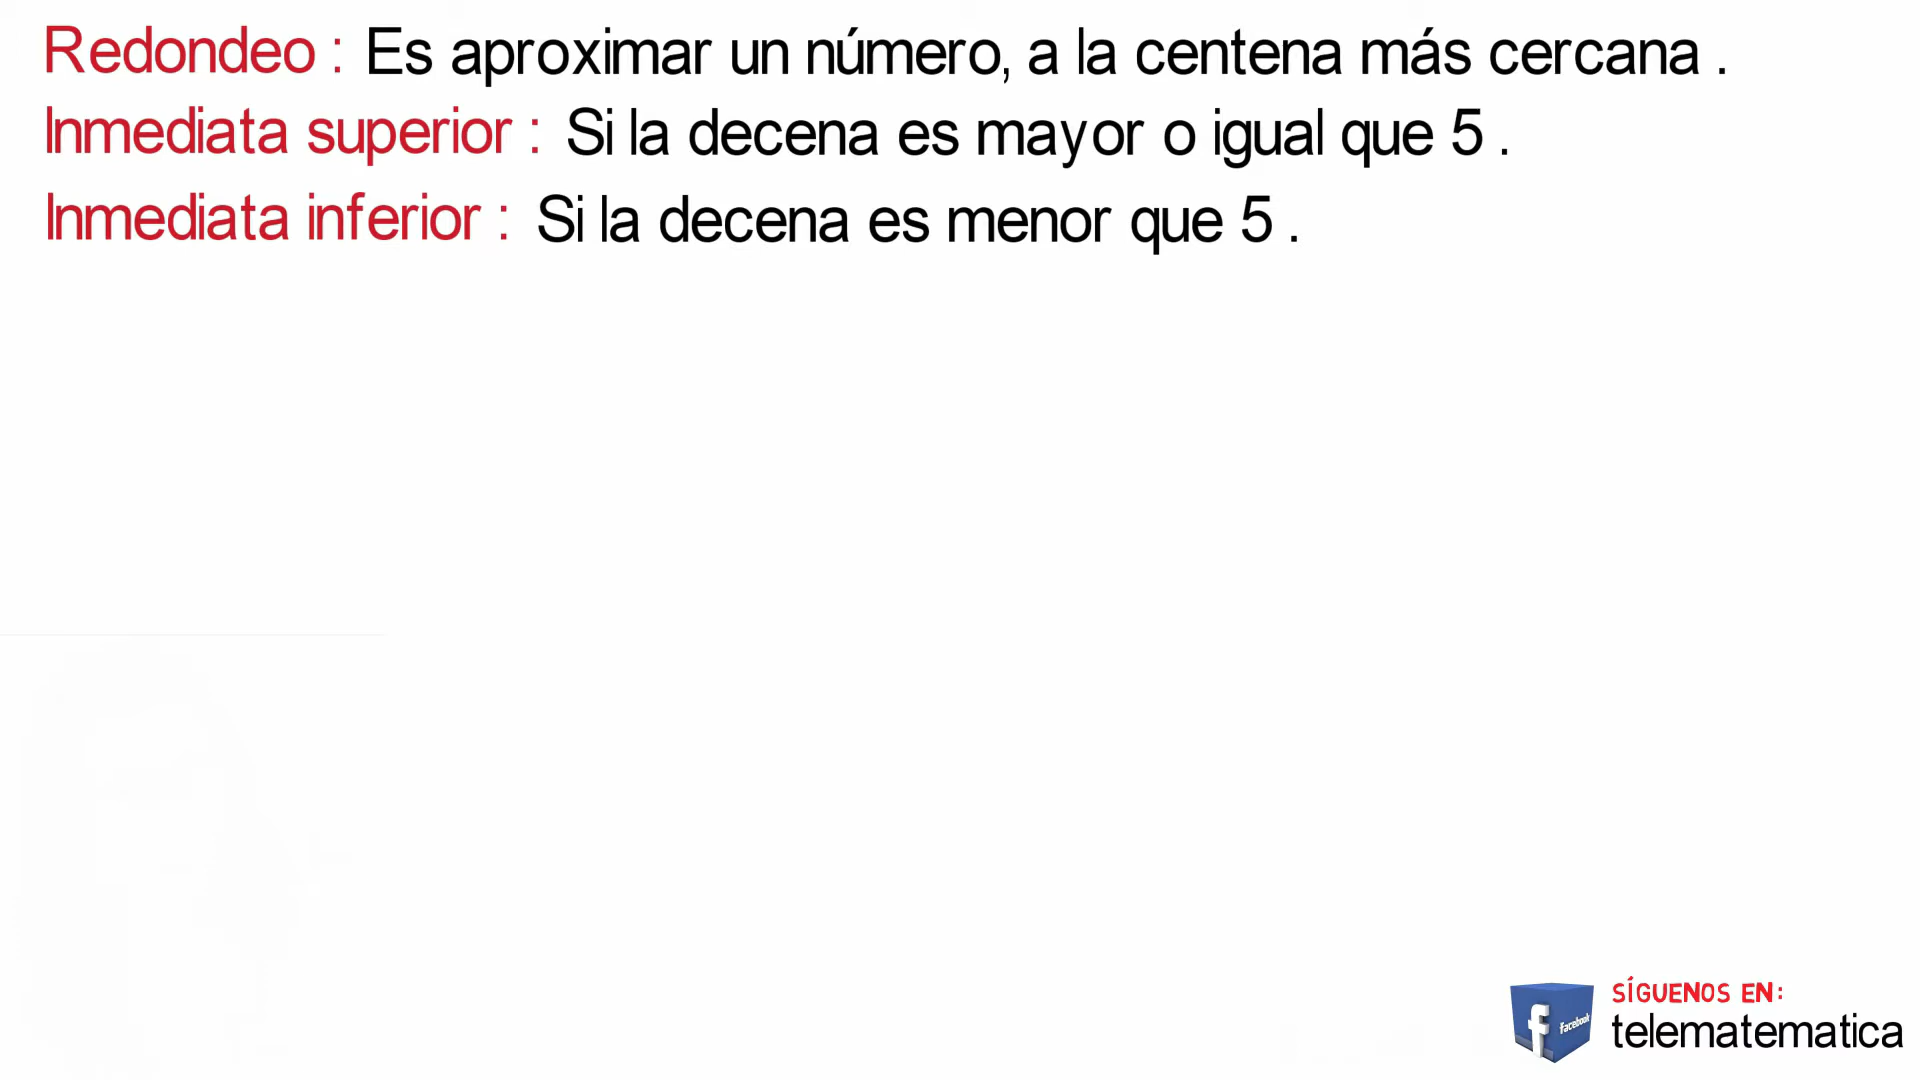 Redondeo : Es aproximar un número, a la centena más cercana .
Inmediata superior : Si la decena es mayor o igual que 5 .
Inmediata inferior : Si la decena es menor que 5 .
SÍGUENOS EN:
f facebook
telematematica